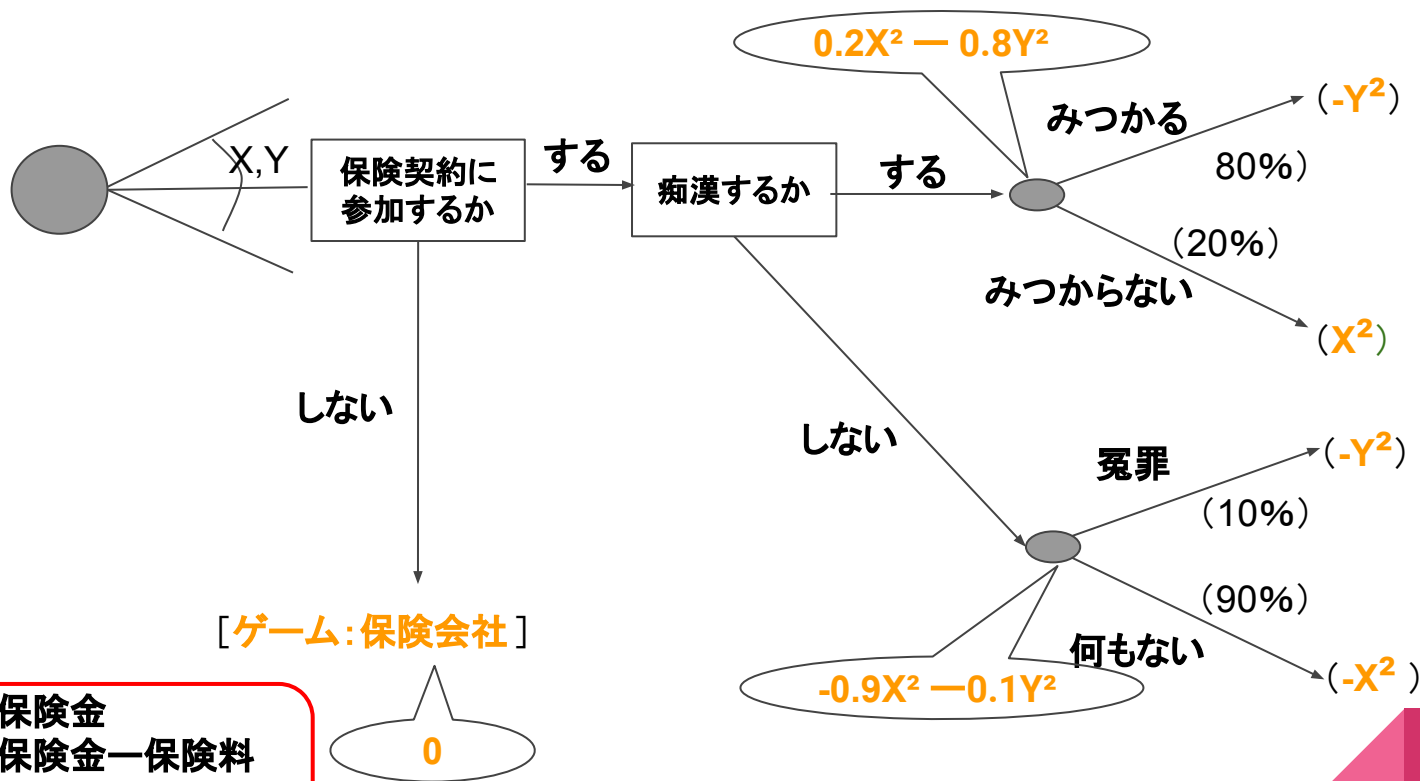 0.2X² ー 0.8Y²
(-Y²)
みつかる
80%)
X,Y
保険契約に
参加するか
する
痴漢するか
する
(20%)
みつからない
(X²)
しない
しない
冤罪
(-Y²)
(10%)
(90%)
何もない
(-X² )
[ゲーム：保険会社 ]
-0.9X² ー0.1Y²
0
保険金
保険金ー保険料